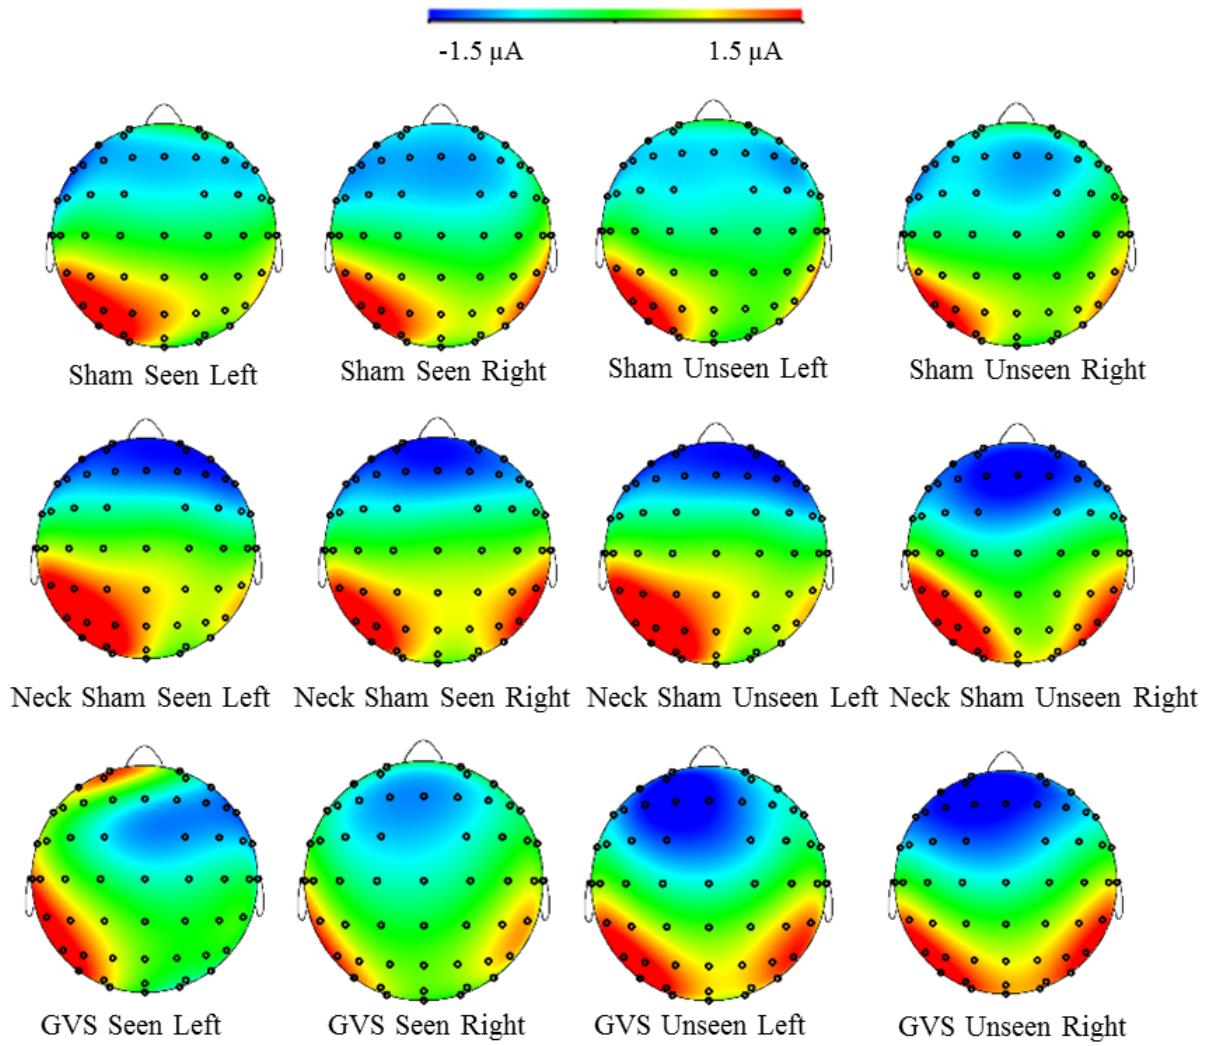 -1.5 µA 1.5 µA
Sham Seen Left Sham Seen Right Sham Unseen Left Sham Unseen Right
Neck Sham Seen Left Neck Sham Seen Right Neck Sham Unseen Left Neck Sham Unseen Right
GVS Seen Left GVS Seen Right GVS Unseen Left GVS Unseen Right